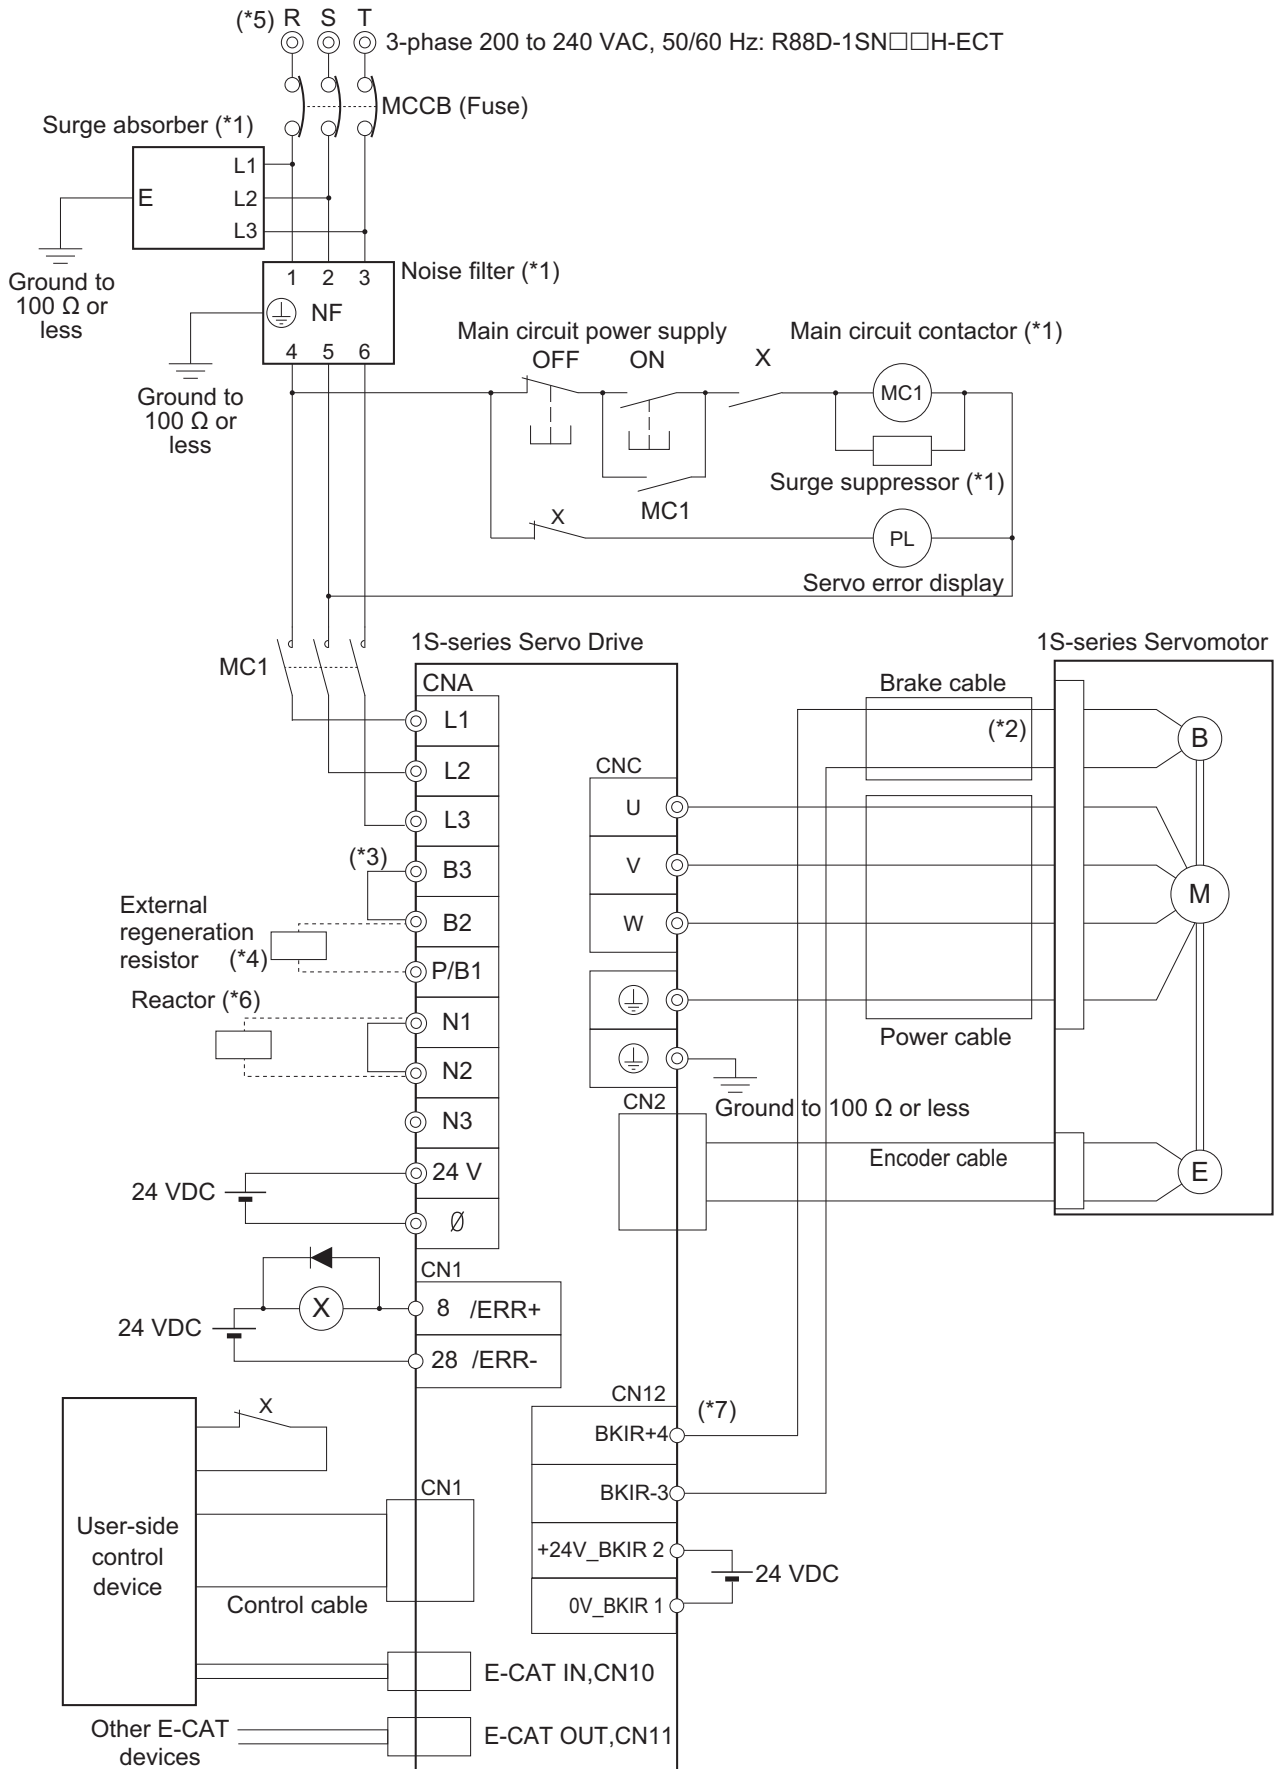 (*5) R S T
3-phase 200 to 240 VAC, 50/60 Hz: R88D-1SN□□H-ECT
MCCB (Fuse)
Surge absorber (*1)
L1
E
L2
L3
Ground to
100 Ω or
less
1 2 3
Noise filter (*1)
NF
4 5 6
Ground to
100 Ω or
less
Main circuit power supply
Main circuit contactor (*1)
OFF
ON
X
MC1
Surge suppressor (*1)
MC1
X
PL
Servo error display
MC1
1S-series Servo Drive
1S-series Servomotor
CNA
L1
L2
L3
(*3)
B3
B2
External
regeneration
resistor (*4)
P/B1
Reactor (*6)
N1
N2
N3
24 V
24 VDC
Ø
CNC
U
V
W
Brake cable
(*2)
B
M
Power cable
Ground to 100 Ω or less
CN2
Encoder cable
E
CN1
X
8 /ERR+
24 VDC
28 /ERR-
CN12
(*7)
BKIR+4
BKIR-3
+24V_BKIR 2
24 VDC
0V_BKIR 1
X
User-side
control
device
CN1
Control cable
E-CAT IN,CN10
Other E-CAT
devices
E-CAT OUT,CN11